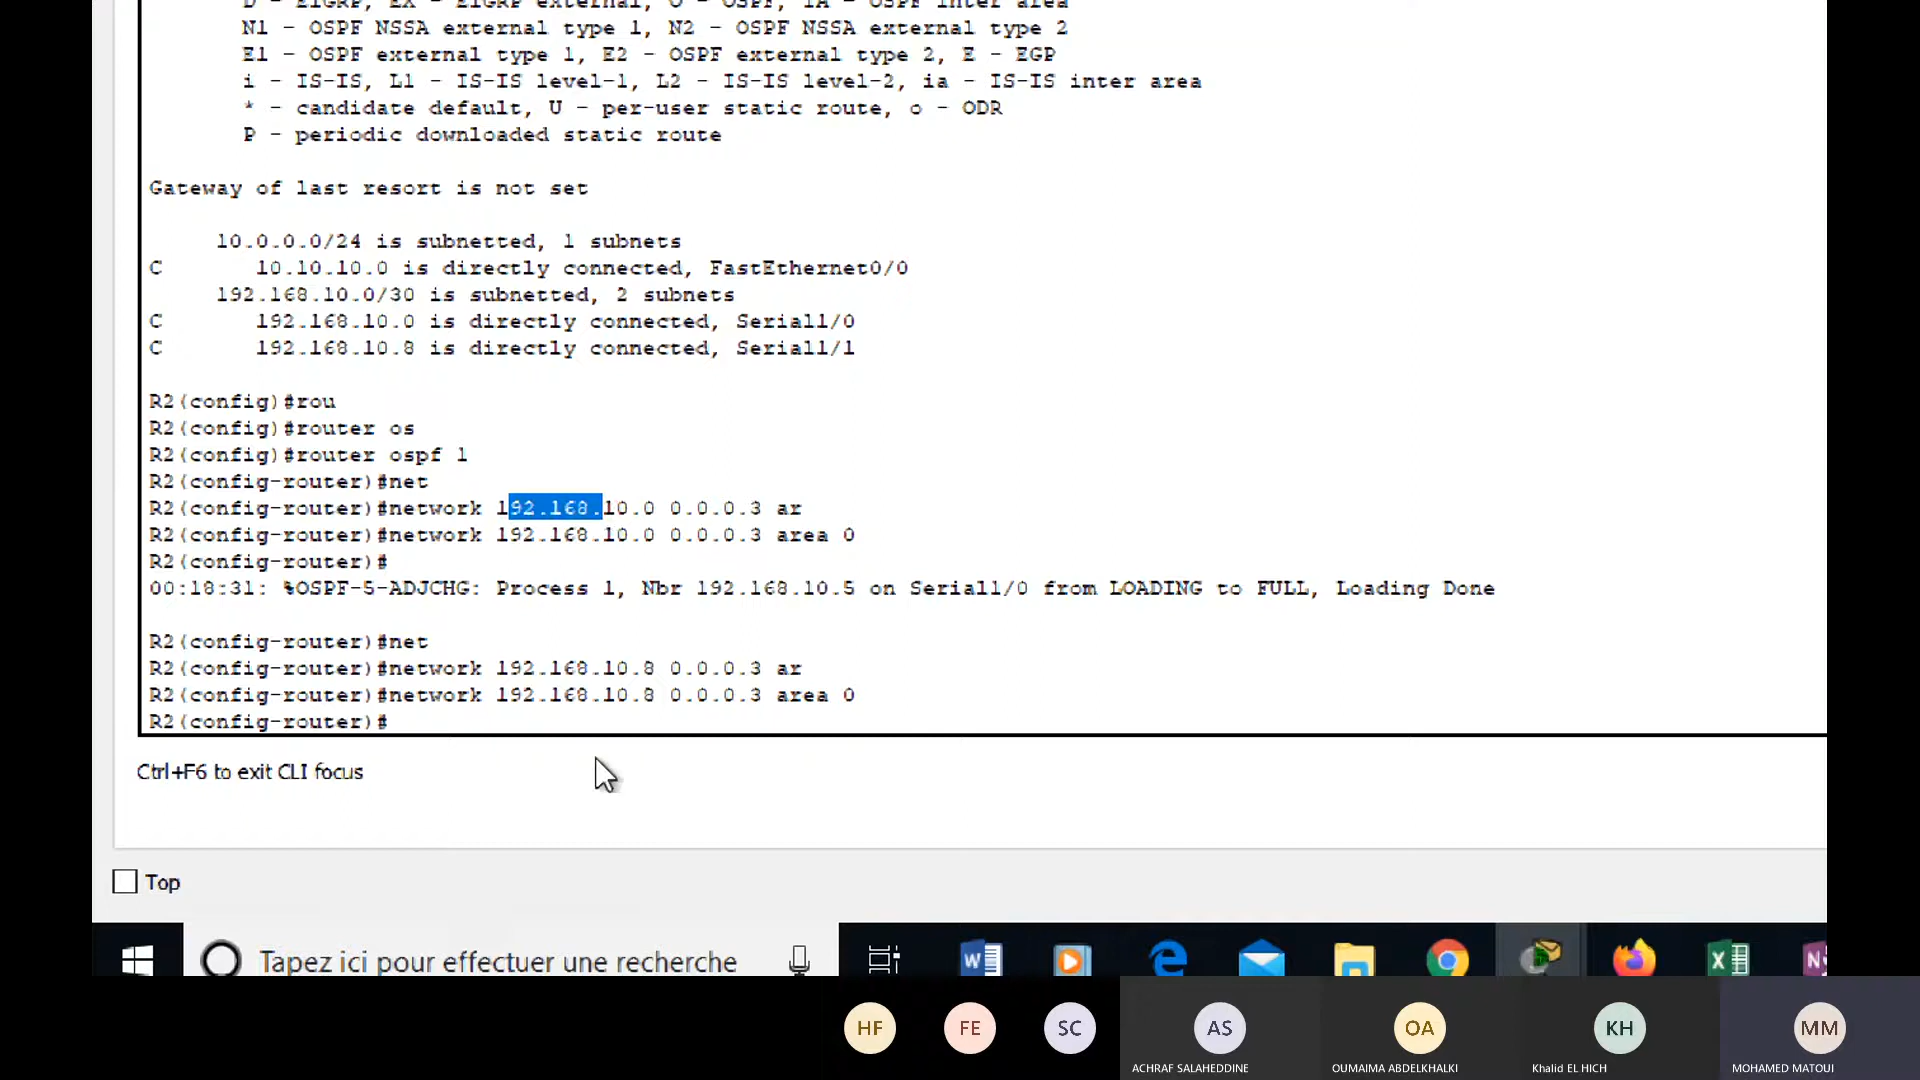 D - EIGRP, EX - EIGRP external, O - OSPF, IA - OSPF inter area
N1 - OSPF NSSA external type 1, N2 - OSPF NSSA external type 2
E1 - OSPF external type 1, E2 - OSPF external type 2, E - EGP
i - IS-IS, L1 - IS-IS level-1, L2 - IS-IS level-2, ia - IS-IS inter area
* - candidate default, U - per-user static route, o - ODR
P - periodic downloaded static route
Gateway of last resort is not set
10.0.0.0/24 is subnetted, 1 subnets
C 10.10.10.0 is directly connected, FastEthernet0/0
192.168.10.0/30 is subnetted, 2 subnets
C 192.168.10.0 is directly connected, Serial1/0
C 192.168.10.8 is directly connected, Serial1/1
R2(config)#rou
R2(config)#router os
R2(config)#router ospf 1
R2(config-router)#net
R2(config-router)#network 192.168.10.0 0.0.0.3 ar
R2(config-router)#network 192.168.10.0 0.0.0.3 area 0
R2(config-router)#
00:18:31: %OSPF-5-ADJCHG: Process 1, Nbr 192.168.10.5 on Serial1/0 from LOADING to FULL, Loading Done
R2(config-router)#net
R2(config-router)#network 192.168.10.8 0.0.0.3 ar
R2(config-router)#network 192.168.10.8 0.0.0.3 area 0
R2(config-router)#
Ctrl+F6 to exit CLI focus
Top
Tapez ici pour effectuer une recherche
HF FE SC AS OA KH MM
ACHRAF SALAHEDDINE OUMAIMA ABDELKHALKI Khalid EL HICH MOHAMED MATOUI